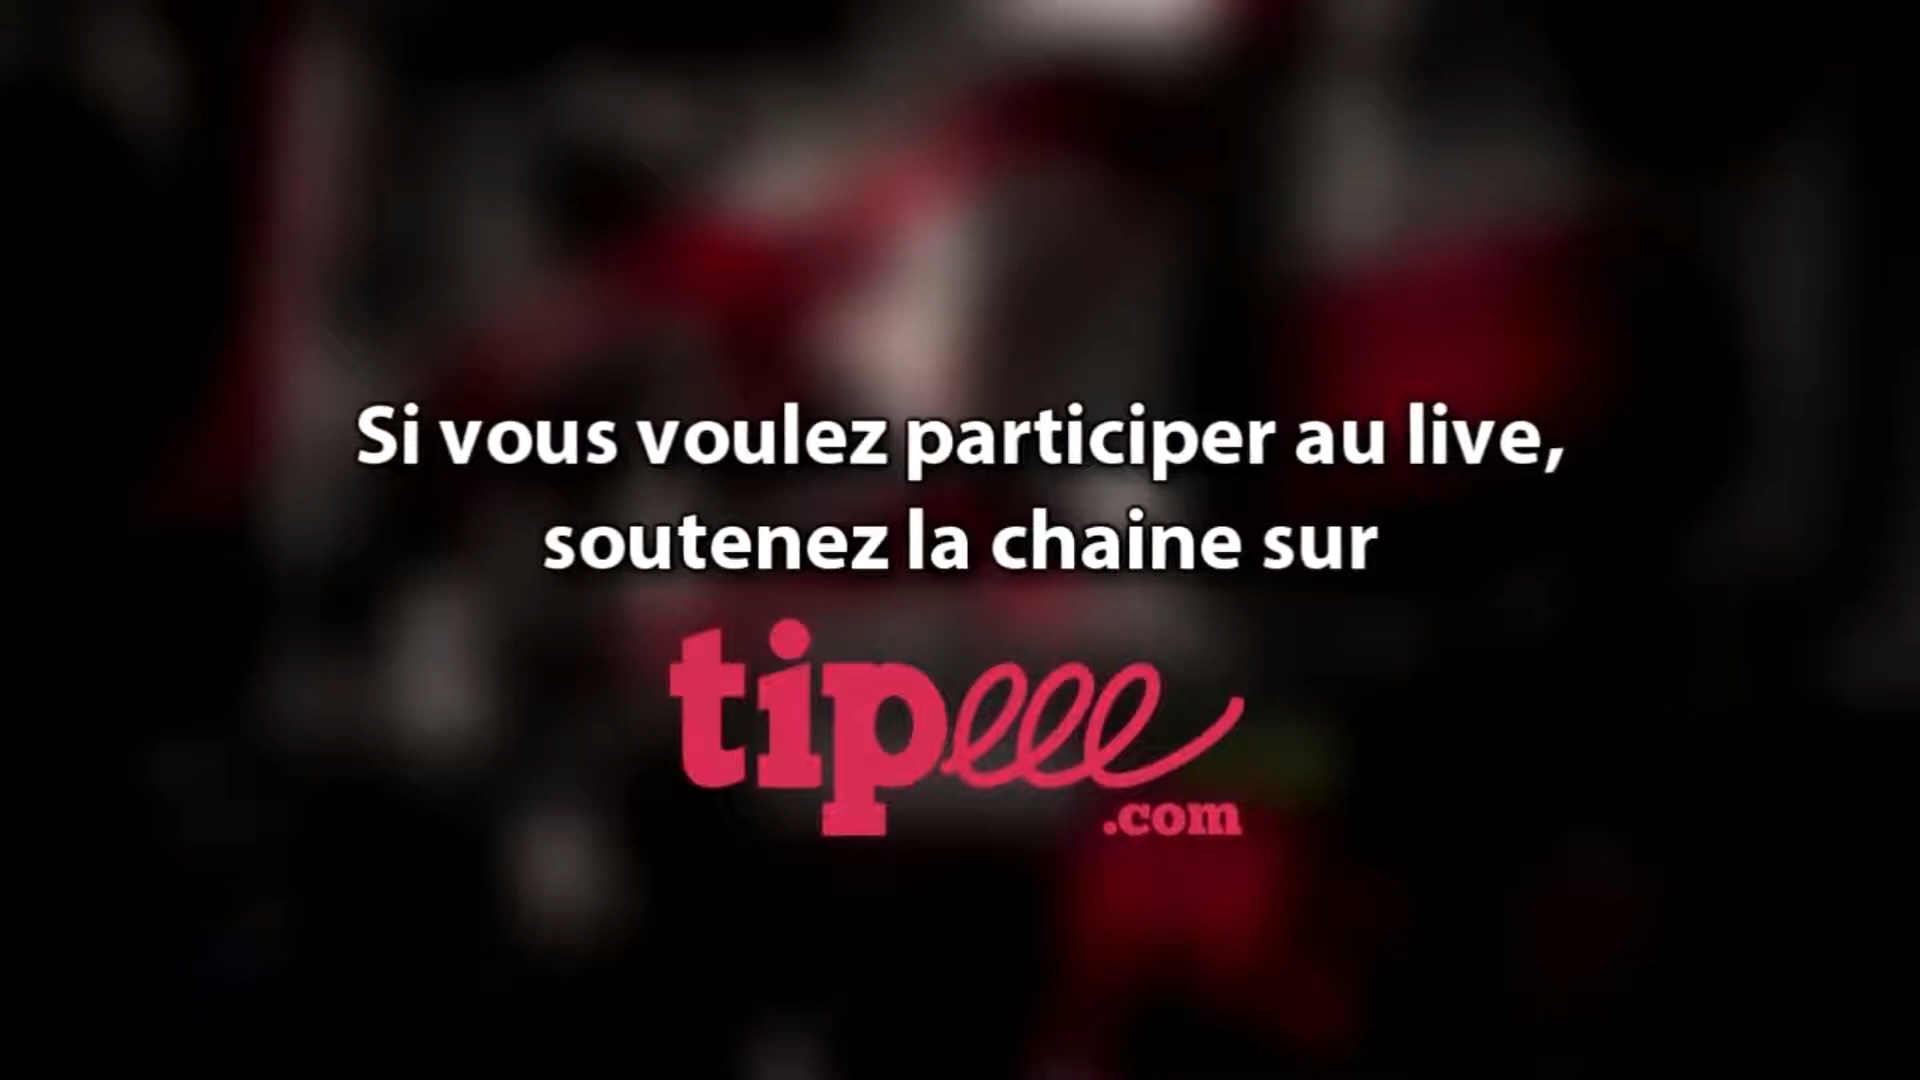 Si vous voulez participer au live,
soutenez la chaine sur
tipeee
.com